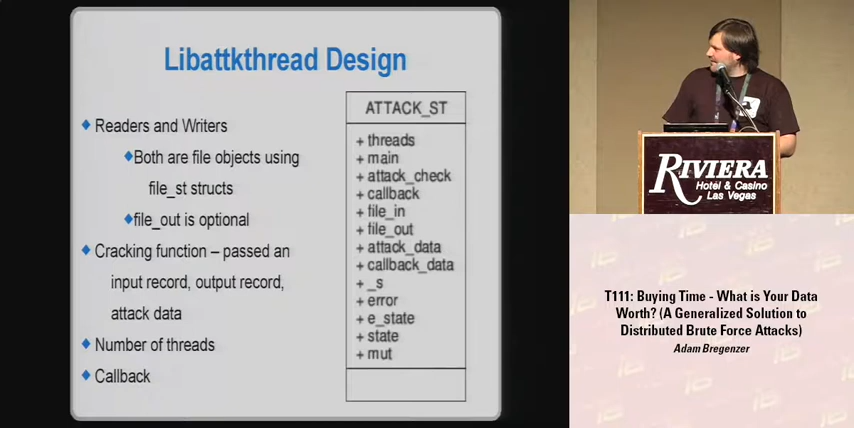 Libattkthread Design
Readers and Writers
Both are file objects using
file_st structs
file_out is optional
Cracking function – passed an
input record, output record,
attack data
Number of threads
Callback
ATTACK_ST
+ threads
+ main
+ attack_check
+ callback
+ file_in
+ file_out
+ attack_data
+ callback_data
+ _s
+ error
+ e_state
+ state
+ mut
RIVIERA
Hotel & Casino
Las Vegas
T111: Buying Time - What is Your Data
Worth? (A Generalized Solution to
Distributed Brute Force Attacks)
Adam Bregenzer